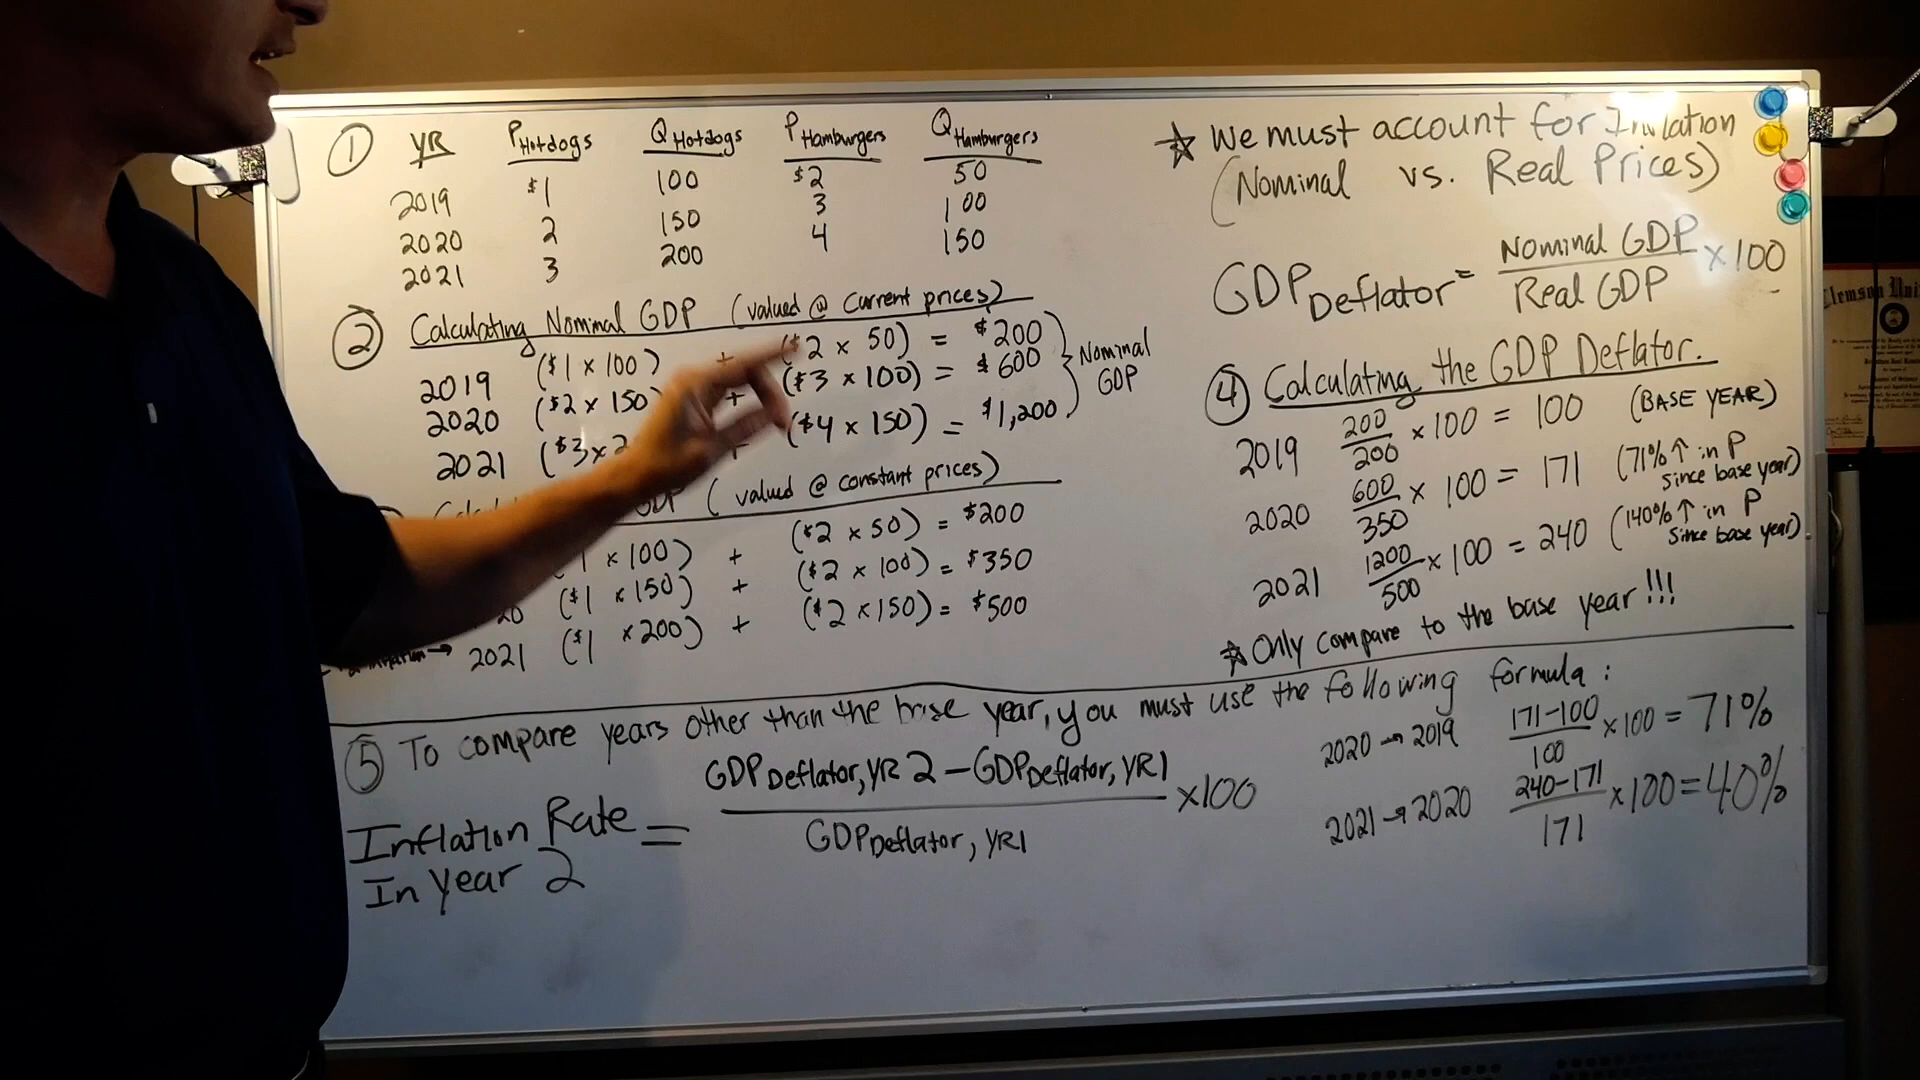 ① YR P Hotdogs Q Hotdogs P Hamburgers Q Hamburgers
2019 $1 100 $2 50
2020 2 150 3 100
2021 3 200 4 150
② Calculating Nominal GDP (valued @ current prices)
2019 ($1 x 100) + ($2 x 50) = $200
2020 ($2 x 150) + ($3 x 100) = $600
2021 ($3 x 2 ($4 x 150) = $1,200
Nominal
GDP
GDP (valued @ constant prices)
x 100) + ($2 x 50) = $200
20 ($1 x 150) + ($2 x 100) = $350
2021 ($1 x 200) + ($2 x 150) = $500
☆ We must account for Inflation
(Nominal vs. Real Prices)
GDP Deflator = Nominal GDP / Real GDP x 100
④ Calculating the GDP Deflator.
2019 200/200 x 100 = 100 (BASE YEAR)
2020 600/350 x 100 = 171 (71% ↑ in P
since base year)
2021 1200/500 x 100 = 240 (140% ↑ in P
since base year)
☆ Only compare to the base year!!!
⑤ To compare years other than the base year, you must use the following formula:
Inflation Rate
In Year 2
= GDP Deflator, YR 2 – GDP Deflator, YR1 / GDP Deflator, YR1 x100
2020 → 2019 171-100/100 x 100 = 71%
2021 → 2020 240-171/171 x 100 = 40%